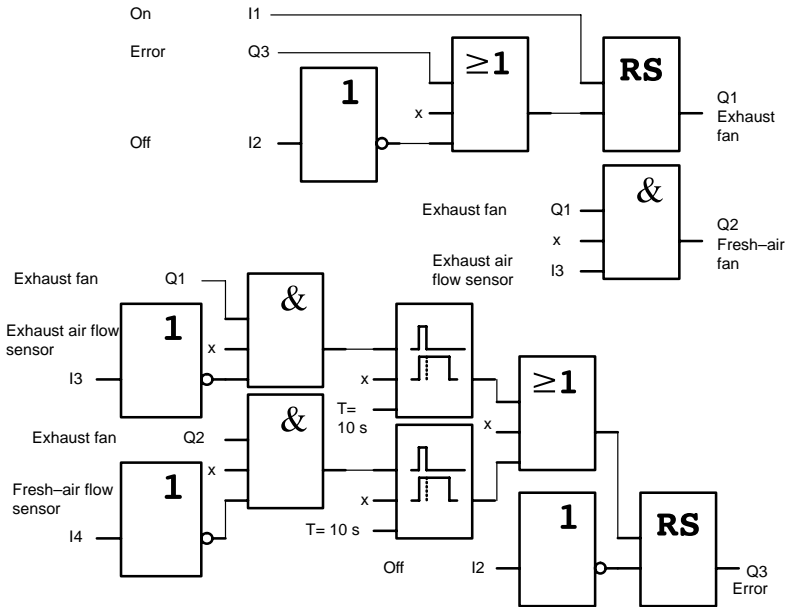 On I1
Error Q3
≥1
RS
1
x
Q1
Exhaust
fan
Off I2
&
Exhaust fan Q1
Q2
Fresh–air
fan
x
Exhaust air
flow sensor
I3
Exhaust fan Q1
&
Exhaust air flow
sensor
1
x
I3
x
≥1
T=
10 s
&
Exhaust fan Q2
x
x
Fresh–air flow
sensor
1
x
1
RS
I4
T= 10 s
Off I2
Q3
Error